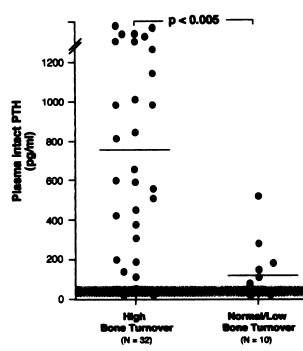 p < 0.005
Plasma Intact PTH
(pg/ml)
1200
1000
800
600
400
200
0
High
Bone Turnover
(N = 32)
Normal/Low
Bone Turnover
(N = 10)